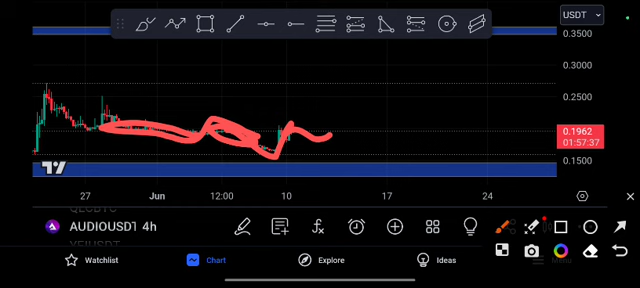 USDT
0.3500
0.3000
0.2500
0.1962
01:57:37
0.1500
27 Jun 12:00 10 17 24
AUDIOUSDT 4h
Watchlist
Chart
Explore
Ideas